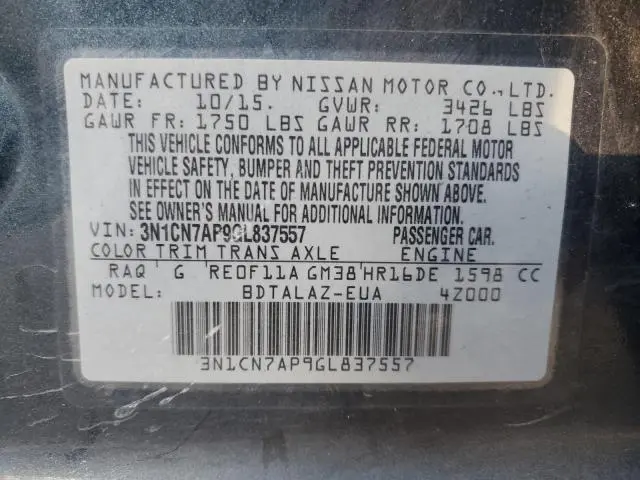 MANUFACTURED BY NISSAN MOTOR CO.,LTD.
DATE: 10/15. GVWR: 3426 LBS
GAWR FR: 1750 LBS GAWR RR: 1708 LBS
THIS VEHICLE CONFORMS TO ALL APPLICABLE FEDERAL MOTOR
VEHICLE SAFETY, BUMPER AND THEFT PREVENTION STANDARDS
IN EFFECT ON THE DATE OF MANUFACTURE SHOWN ABOVE.
SEE OWNER'S MANUAL FOR ADDITIONAL INFORMATION.
VIN: 3N1CN7AP9GL837557 PASSENGER CAR.
COLOR TRIM TRANS AXLE ENGINE
RAQ G RE0F11A GM38 HR16DE 1598 CC
MODEL: BDTALAZ-EUA 4Z000
3N1CN7AP9GL837557